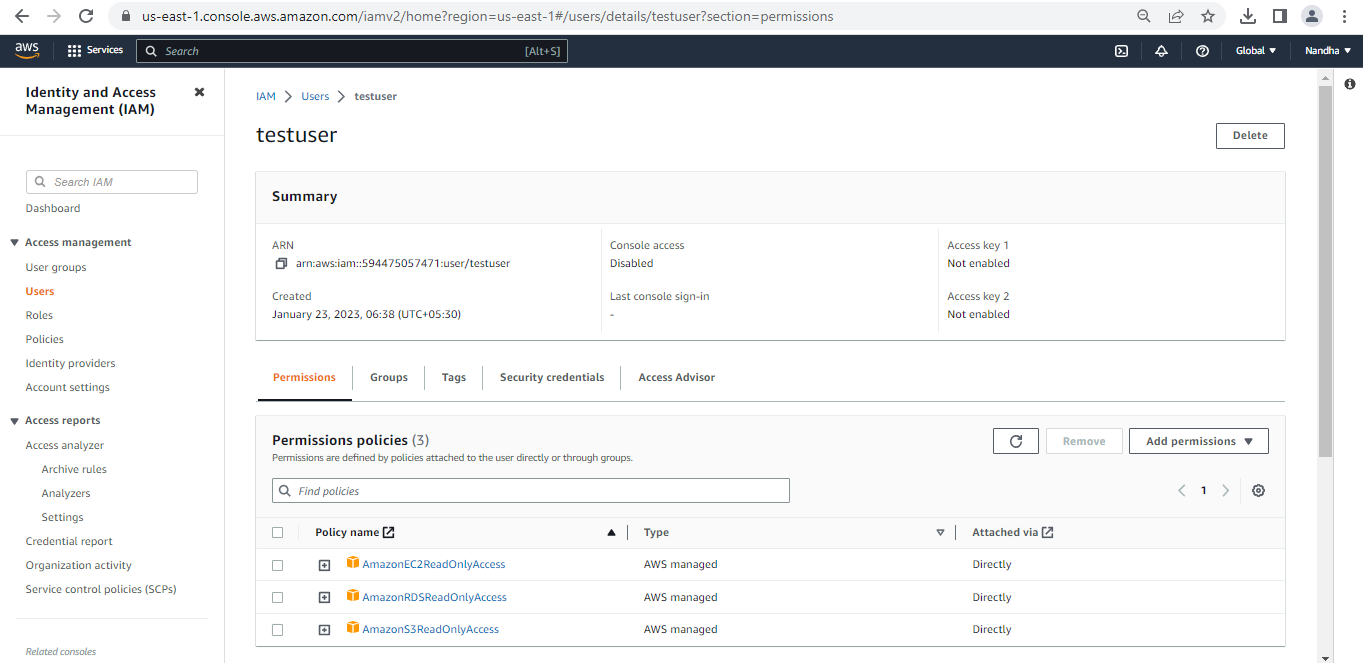 us-east-1.console.aws.amazon.com/iamv2/home?region=us-east-1#/users/details/testuser?section=permissions
aws
Services
Search
[Alt+S]
Global ▼
Nandha ▼
Identity and Access
Management (IAM)
Search IAM
Dashboard
Access management
User groups
Users
Roles
Policies
Identity providers
Account settings
Access reports
Access analyzer
Archive rules
Analyzers
Settings
Credential report
Organization activity
Service control policies (SCPs)
Related consoles
IAM > Users > testuser
testuser
Delete
Summary
ARN
arn:aws:iam::594475057471:user/testuser
Created
January 23, 2023, 06:38 (UTC+05:30)
Console access
Disabled
Last console sign-in
-
Access key 1
Not enabled
Access key 2
Not enabled
Permissions
Groups
Tags
Security credentials
Access Advisor
Permissions policies (3)
Permissions are defined by policies attached to the user directly or through groups.
Remove
Add permissions ▼
Find policies
1
Policy name
Type
Attached via
AmazonEC2ReadOnlyAccess
AWS managed
Directly
AmazonRDSReadOnlyAccess
AWS managed
Directly
AmazonS3ReadOnlyAccess
AWS managed
Directly